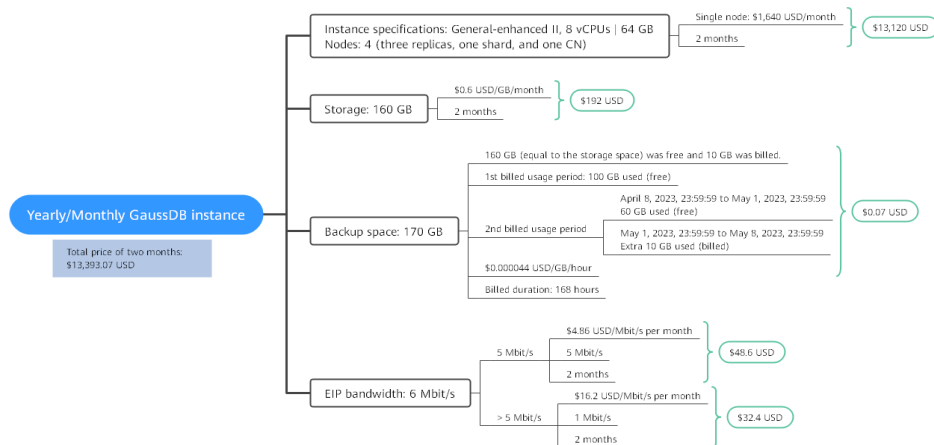 Yearly/Monthly GaussDB instance
Total price of two months:
$13,393.07 USD
Instance specifications: General-enhanced II, 8 vCPUs | 64 GB
Nodes: 4 (three replicas, one shard, and one CN)
Single node: $1,640 USD/month
2 months
$13,120 USD
Storage: 160 GB
$0.6 USD/GB/month
2 months
$192 USD
Backup space: 170 GB
160 GB (equal to the storage space) was free and 10 GB was billed.
1st billed usage period: 100 GB used (free)
2nd billed usage period
April 8, 2023, 23:59:59 to May 1, 2023, 23:59:59
60 GB used (free)
May 1, 2023, 23:59:59 to May 8, 2023, 23:59:59
Extra 10 GB used (billed)
$0.000044 USD/GB/hour
Billed duration: 168 hours
$0.07 USD
EIP bandwidth: 6 Mbit/s
5 Mbit/s
$4.86 USD/Mbit/s per month
5 Mbit/s
2 months
$48.6 USD
> 5 Mbit/s
$16.2 USD/Mbit/s per month
1 Mbit/s
2 months
$32.4 USD